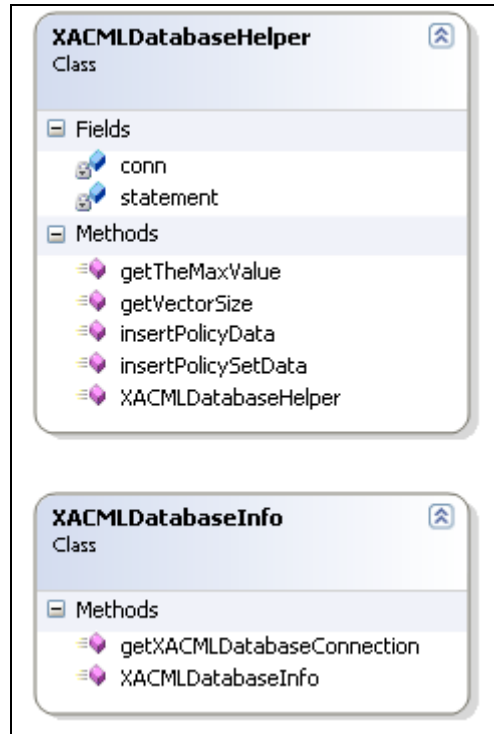 XACMLDatabaseHelper
Class
Fields
conn
statement
Methods
getTheMaxValue
getVectorSize
insertPolicyData
insertPolicySetData
XACMLDatabaseHelper
XACMLDatabaseInfo
Class
Methods
getXACMLDatabaseConnection
XACMLDatabaseInfo